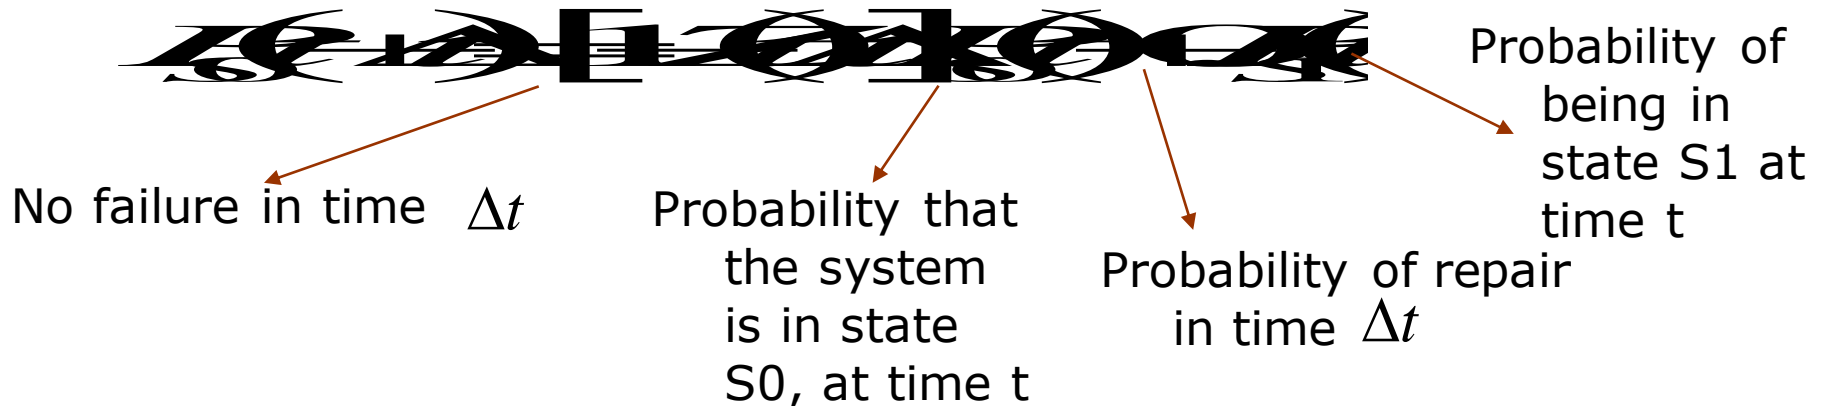 Probability of
being in
state S1 at
time t
No failure in time Δt
Probability that
the system
is in state
S0, at time t
Probability of repair
in time Δt